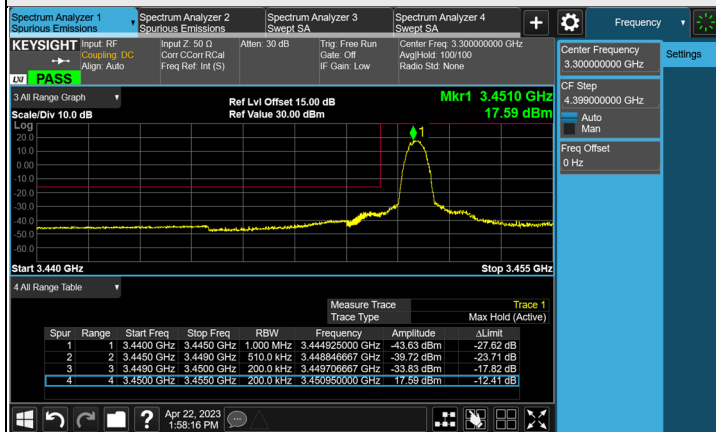 Spectrum Analyzer 1
Spurious Emissions
Spectrum Analyzer 2
Spurious Emissions
Spectrum Analyzer 3
Swept SA
Spectrum Analyzer 4
Swept SA
+
Frequency
KEYSIGHT
Input: RF
Coupling: DC
Align: Auto
Input Z: 50 Ω
Corr CCorr RCal
Freq Ref: Int (S)
Atten: 30 dB
Trig: Free Run
Gate: Off
IF Gain: Low
Center Freq: 3.300000000 GHz
Avg|Hold: 100/100
Radio Std: None
LXI PASS
Center Frequency
3.300000000 GHz
Settings
CF Step
4.399000000 GHz
Auto
Man
Freq Offset
0 Hz
3 All Range Graph
Scale/Div 10.0 dB
Ref Lvl Offset 15.00 dB
Ref Value 30.00 dBm
Mkr1 3.4510 GHz
17.59 dBm
Log
1
20.0
10.0
0.00
-10.0
-20.0
-30.0
-40.0
-50.0
-60.0
Start 3.440 GHz
Stop 3.455 GHz
4 All Range Table
Measure Trace Trace 1
Trace Type Max Hold (Active)
Spur Range Start Freq Stop Freq RBW Frequency Amplitude ΔLimit
1 1 3.4400 GHz 3.4450 GHz 1.000 MHz 3.444925000 GHz -43.63 dBm -27.62 dB
2 2 3.4450 GHz 3.4490 GHz 510.0 kHz 3.448846667 GHz -39.72 dBm -23.71 dB
3 3 3.4490 GHz 3.4500 GHz 200.0 kHz 3.449706667 GHz -33.83 dBm -17.82 dB
4 4 3.4500 GHz 3.4550 GHz 200.0 kHz 3.450950000 GHz 17.59 dBm -12.41 dB
?
Apr 22, 2023
1:58:16 PM